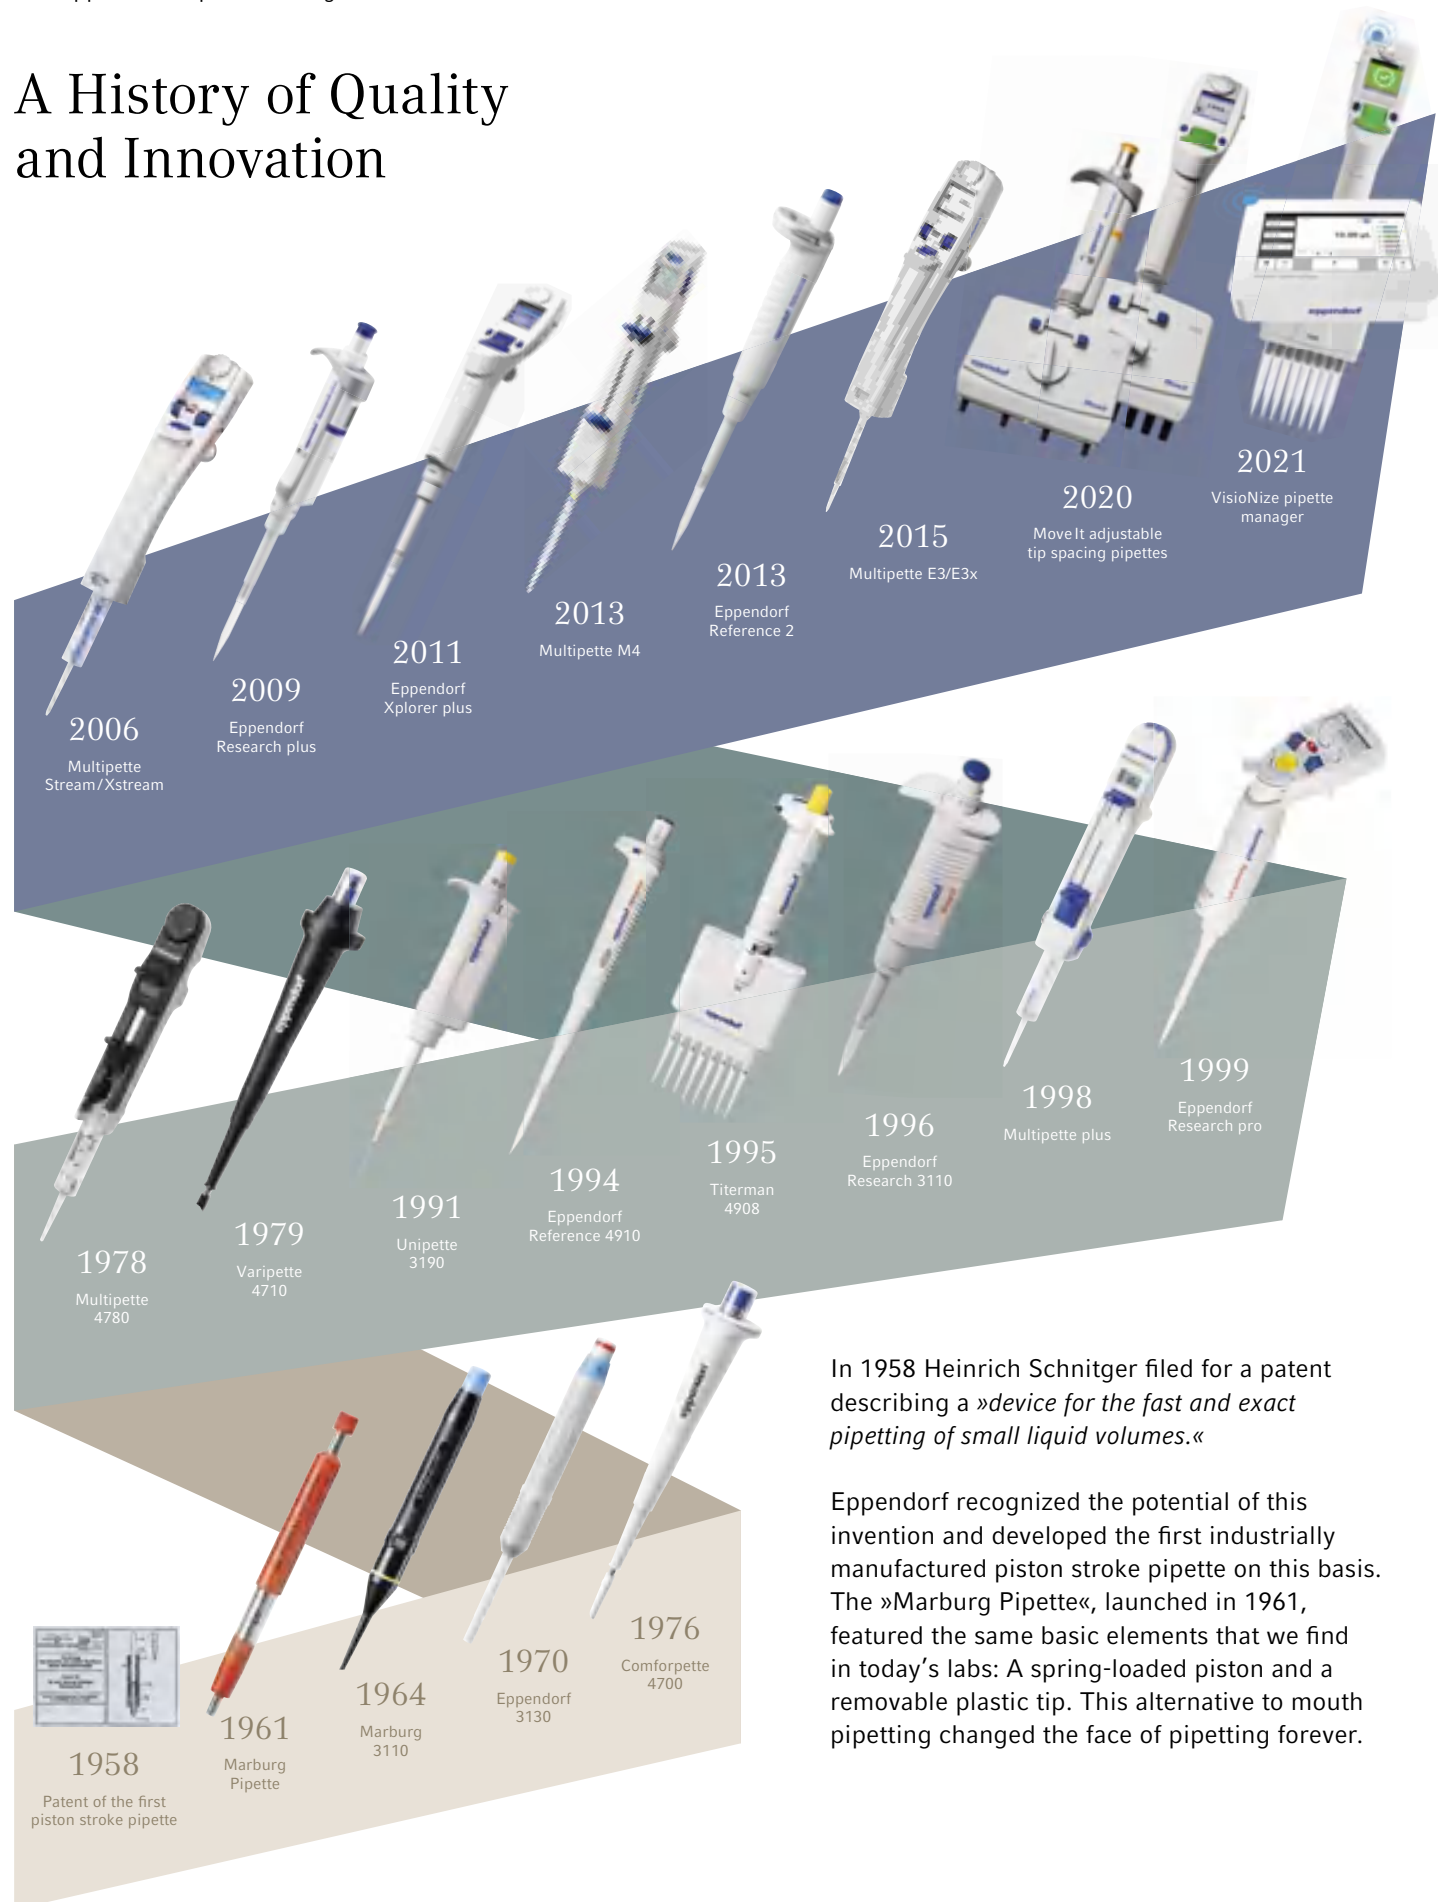 A History of Quality
and Innovation
2021
VisioNize pipette
manager
2020
Move It adjustable
tip spacing pipettes
2015
Multipette E3/E3x
2013
Eppendorf
Reference 2
2013
Multipette M4
2011
Eppendorf
Xplorer plus
2009
Eppendorf
Research plus
2006
Multipette
Stream/Xstream
eppendorf
1999
Eppendorf
Research pro
1998
Multipette plus
1996
Eppendorf
Research 3110
1995
Titerman
4908
1994
Eppendorf
Reference 4910
1991
Unipette
3190
1979
Varipette
4710
1978
Multipette
4780
eppendorf
1976
Comforpette
4700
1970
Eppendorf
3130
1964
Marburg
3110
1961
Marburg
Pipette
1958
Patent of the first
piston stroke pipette
In 1958 Heinrich Schnitger filed for a patent
describing a »device for the fast and exact
pipetting of small liquid volumes.«
Eppendorf recognized the potential of this
invention and developed the first industrially
manufactured piston stroke pipette on this basis.
The »Marburg Pipette«, launched in 1961,
featured the same basic elements that we find
in today’s labs: A spring-loaded piston and a
removable plastic tip. This alternative to mouth
pipetting changed the face of pipetting forever.